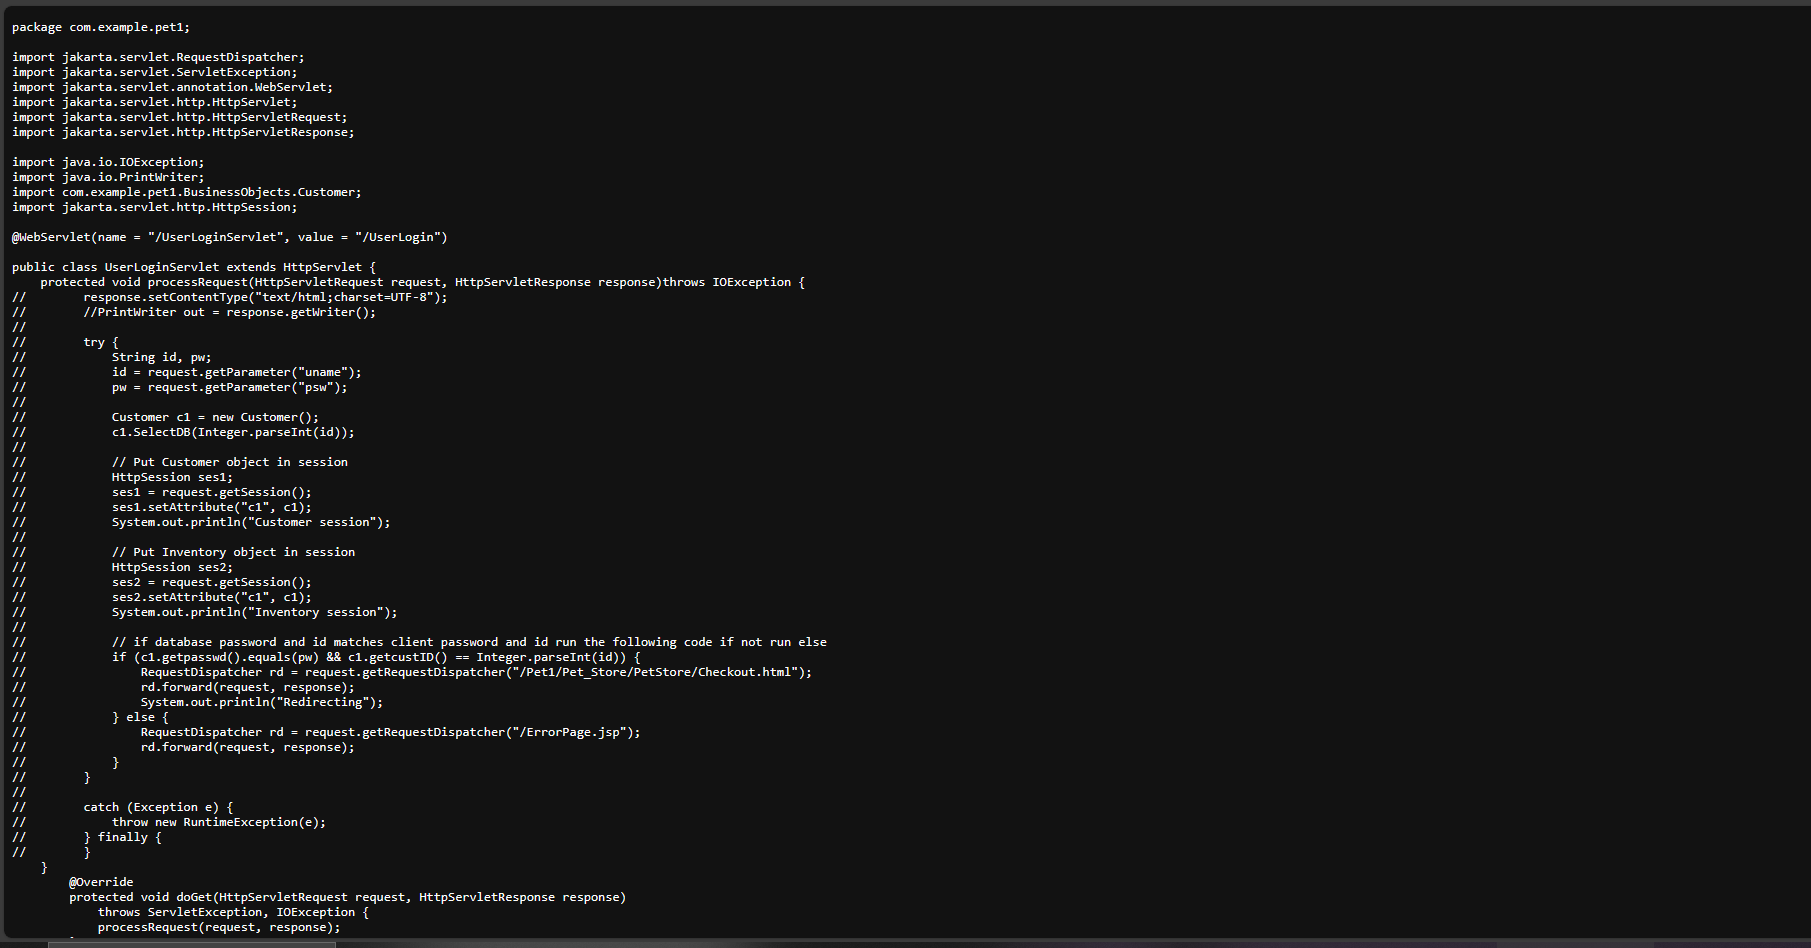 package com.example.pet1;

import jakarta.servlet.RequestDispatcher;
import jakarta.servlet.ServletException;
import jakarta.servlet.annotation.WebServlet;
import jakarta.servlet.http.HttpServlet;
import jakarta.servlet.http.HttpServletRequest;
import jakarta.servlet.http.HttpServletResponse;

import java.io.IOException;
import java.io.PrintWriter;
import com.example.pet1.BusinessObjects.Customer;
import jakarta.servlet.http.HttpSession;

@WebServlet(name = "/UserLoginServlet", value = "/UserLogin")

public class UserLoginServlet extends HttpServlet {
    protected void processRequest(HttpServletRequest request, HttpServletResponse response)throws IOException {
//        response.setContentType("text/html;charset=UTF-8");
//        //PrintWriter out = response.getWriter();
//
//        try {
//            String id, pw;
//            id = request.getParameter("uname");
//            pw = request.getParameter("psw");
//
//            Customer c1 = new Customer();
//            c1.SelectDB(Integer.parseInt(id));
//
//            // Put Customer object in session
//            HttpSession ses1;
//            ses1 = request.getSession();
//            ses1.setAttribute("c1", c1);
//            System.out.println("Customer session");
//
//            // Put Inventory object in session
//            HttpSession ses2;
//            ses2 = request.getSession();
//            ses2.setAttribute("c1", c1);
//            System.out.println("Inventory session");
//
//            // if database password and id matches client password and id run the following code if not run else
//            if (c1.getpasswd().equals(pw) && c1.getcustID() == Integer.parseInt(id)) {
//                RequestDispatcher rd = request.getRequestDispatcher("/Pet1/Pet_Store/PetStore/Checkout.html");
//                rd.forward(request, response);
//                System.out.println("Redirecting");
//            } else {
//                RequestDispatcher rd = request.getRequestDispatcher("/ErrorPage.jsp");
//                rd.forward(request, response);
//            }
//        }
//
//        catch (Exception e) {
//            throw new RuntimeException(e);
//        } finally {
//        }
    }
        @Override
        protected void doGet(HttpServletRequest request, HttpServletResponse response)
            throws ServletException, IOException {
            processRequest(request, response);